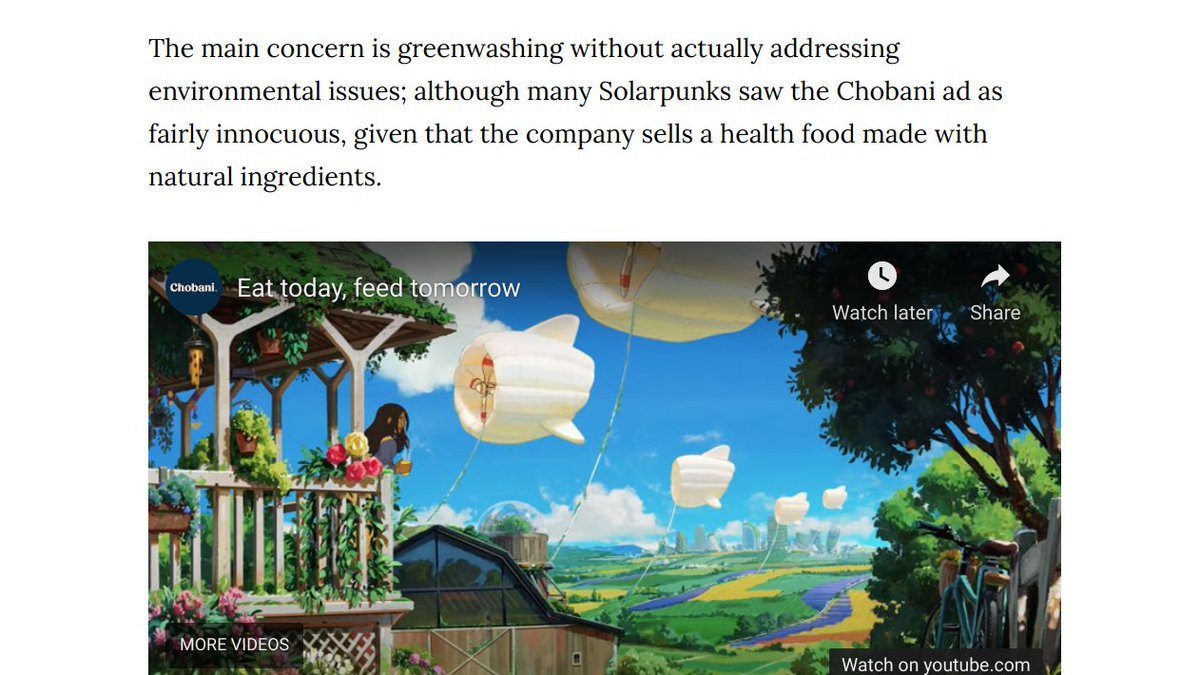 The main concern is greenwashing without actually addressing
environmental issues; although many Solarpunks saw the Chobani ad as
fairly innocuous, given that the company sells a health food made with
natural ingredients.
Chobani.
Eat today, feed tomorrow
Watch later
Share
MORE VIDEOS
Watch on youtube.com